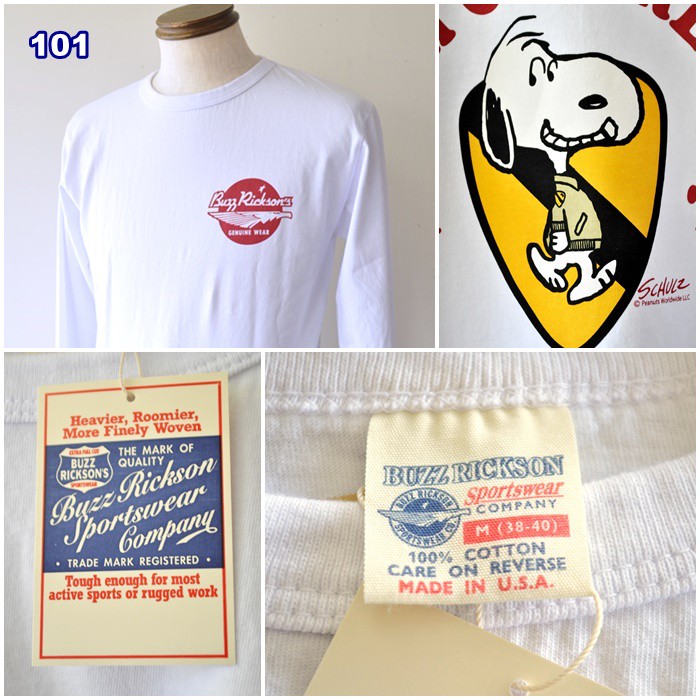 101
Buzz Rickson's
GENUINE WEAR
SCHULZ
© Peanuts Worldwide LLC
Heavier, Roomier,
More Finely Woven
EXTRA FULL CUT
BUZZ
RICKSON'S
SPORTSWEAR
THE MARK OF
QUALITY
Buzz Rickson
Sportswear
Company
• TRADE MARK REGISTERED •
Tough enough for most
active sports or rugged work
BUZZ RICKSON
Sportswear
COMPANY
BUZZ RICKSON
SPORTSWEAR CO.
M (38-40)
100% COTTON
CARE ON REVERSE
MADE IN U.S.A.